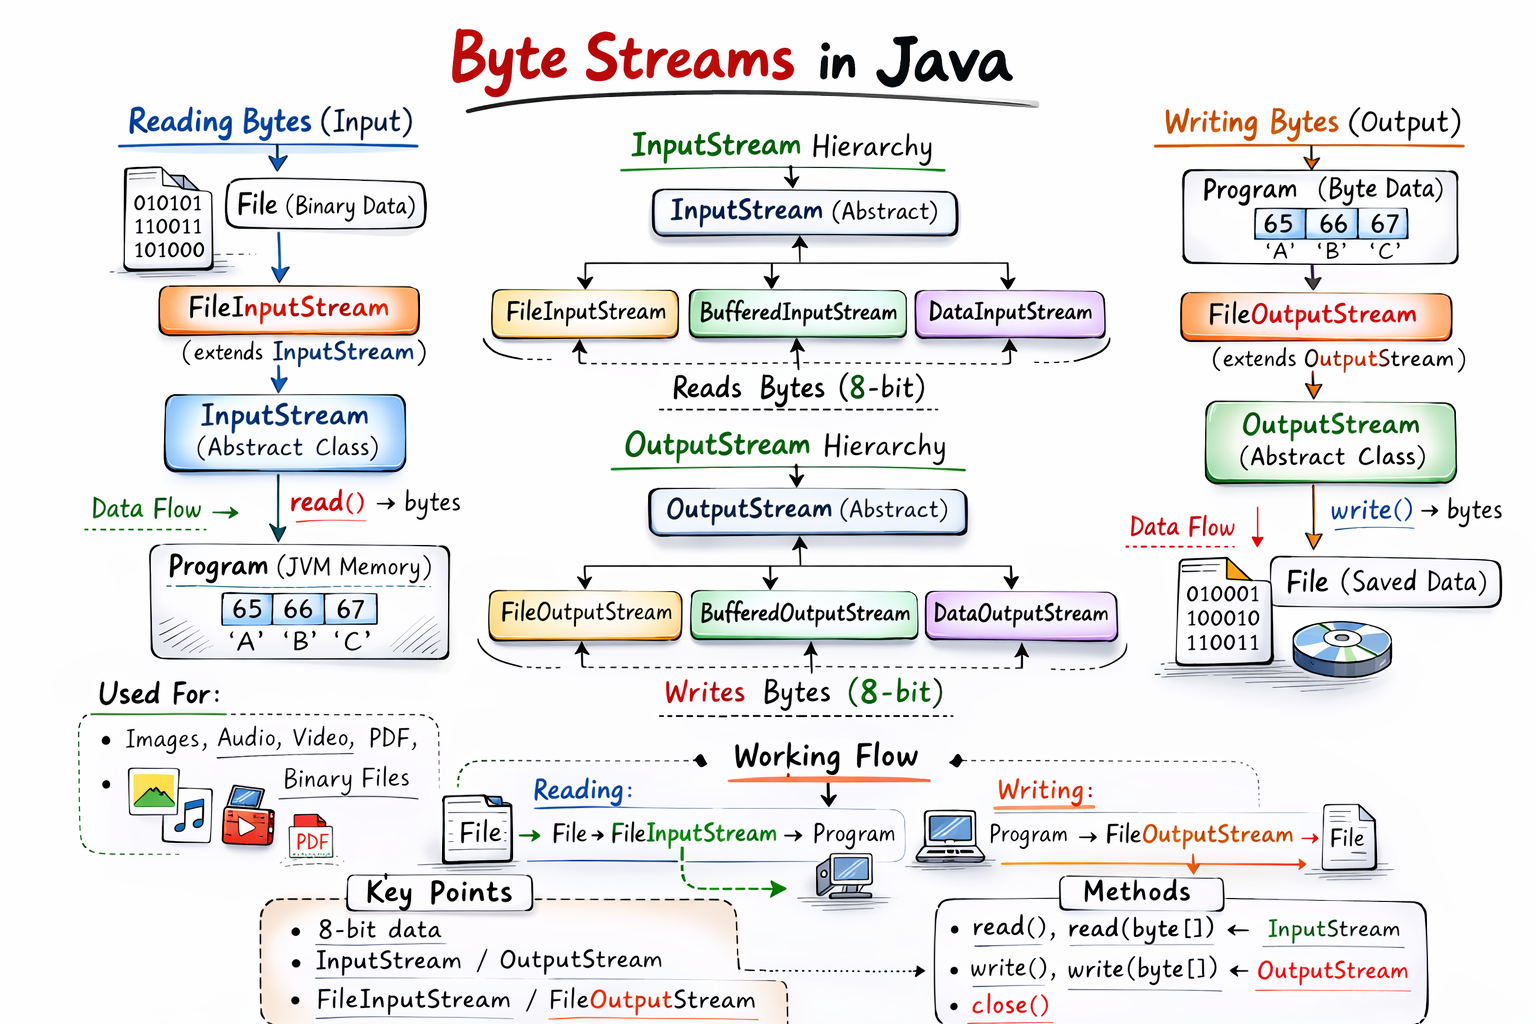 Byte Streams in Java
Reading Bytes (Input)
010101
110011
101000
File (Binary Data)
FileInputStream
(extends InputStream)
InputStream
(Abstract Class)
Data Flow →
read() → bytes
Program (JVM Memory)
65 66 67
'A' 'B' 'C'
Used For:
• Images, Audio, Video, PDF,
• Binary Files
PDF
InputStream Hierarchy
InputStream (Abstract)
FileInputStream
BufferedInputStream
DataInputStream
Reads Bytes (8-bit)
OutputStream Hierarchy
OutputStream (Abstract)
FileOutputStream
BufferedOutputStream
DataOutputStream
Writes Bytes (8-bit)
Writing Bytes (Output)
Program (Byte Data)
65 66 67
'A' 'B' 'C'
FileOutputStream
(extends OutputStream)
OutputStream
(Abstract Class)
Data Flow
write() → bytes
File (Saved Data)
010001
100010
110011
Working Flow
Reading:
File → File → FileInputStream → Program
Writing:
Program → FileOutputStream → File
Key Points
• 8-bit data
• InputStream / OutputStream
• FileInputStream / FileOutputStream
Methods
• read(), read(byte[]) ← InputStream
• write(), write(byte[]) ← OutputStream
• close()